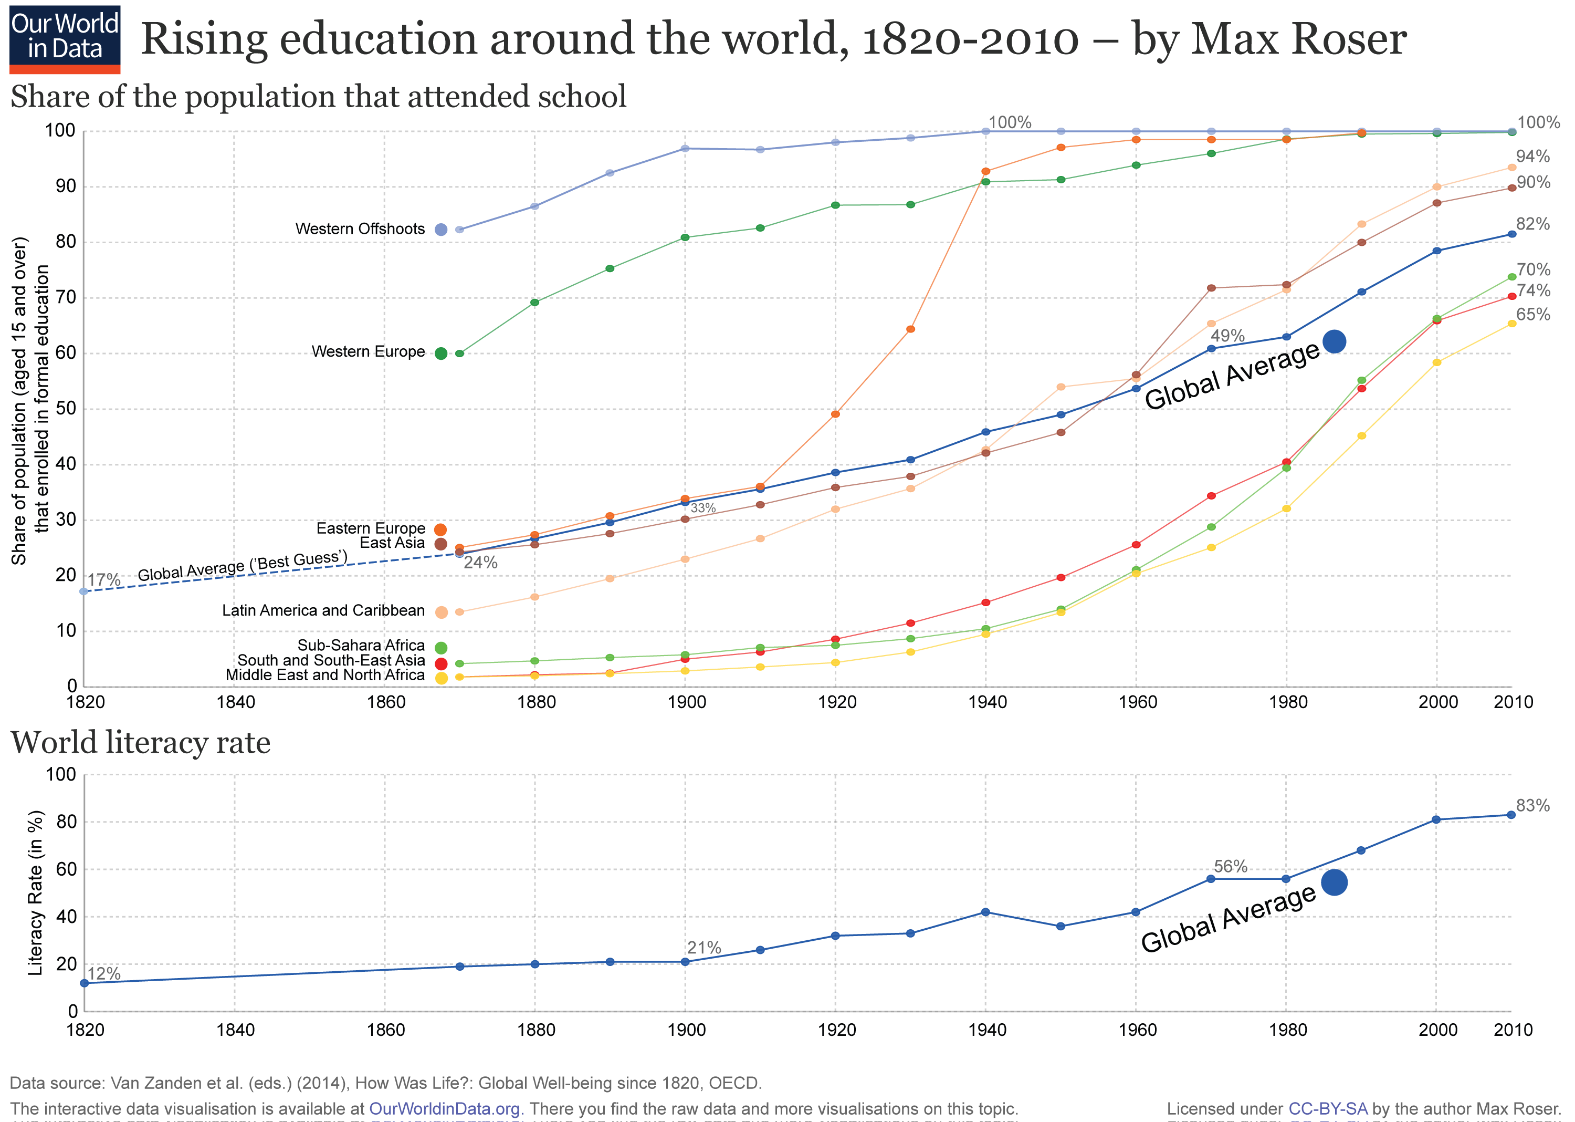 Our World
in Data
Rising education around the world, 1820-2010 – by Max Roser
Share of the population that attended school
Share of population (aged 15 and over)
that enrolled in formal education
100
90
80
70
60
50
40
30
20
10
0
100%
100%
94%
90%
82%
70%
74%
65%
Western Offshoots
Western Europe
49%
Global Average
Eastern Europe
East Asia
33%
24%
Global Average ('Best Guess')
17%
Latin America and Caribbean
Sub-Sahara Africa
South and South-East Asia
Middle East and North Africa
1820 1840 1860 1880 1900 1920 1940 1960 1980 2000 2010
World literacy rate
Literacy Rate (in %)
100
80
60
40
20
0
83%
56%
Global Average
21%
12%
1820 1840 1860 1880 1900 1920 1940 1960 1980 2000 2010
Data source: Van Zanden et al. (eds.) (2014), How Was Life?: Global Well-being since 1820, OECD.
The interactive data visualisation is available at OurWorldinData.org. There you find the raw data and more visualisations on this topic.
Licensed under CC-BY-SA by the author Max Roser.